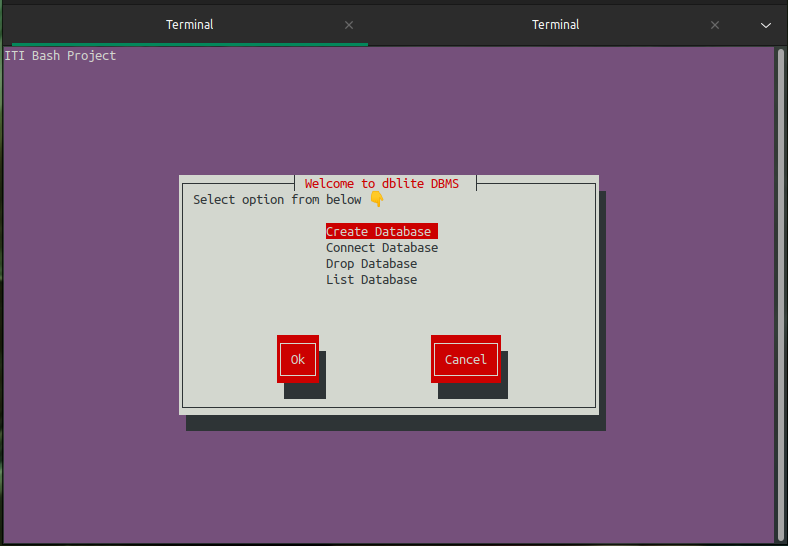 Terminal × Terminal ×
ITI Bash Project
Welcome to dblite DBMS
Select option from below 👇
Create Database
Connect Database
Drop Database
List Database
Ok Cancel